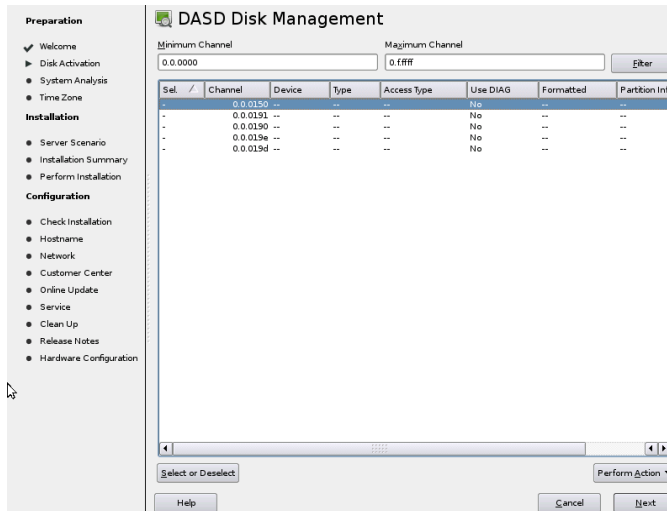 Preparation
Welcome
Disk Activation
System Analysis
Time Zone
Installation
Server Scenario
Installation Summary
Perform Installation
Configuration
Check Installation
Hostname
Network
Customer Center
Online Update
Service
Clean Up
Release Notes
Hardware Configuration
DASD Disk Management
Minimum Channel Maximum Channel
0.0.0000 0.f.ffff Filter
Sel. Channel Device Type Access Type Use DIAG Formatted Partition Inf
- 0.0.0150 -- -- -- No -- --
- 0.0.0191 -- -- -- No -- --
- 0.0.0190 -- -- -- No -- --
- 0.0.019e -- -- -- No -- --
- 0.0.019d -- -- -- No -- --
Select or Deselect Perform Action
Help Cancel Next